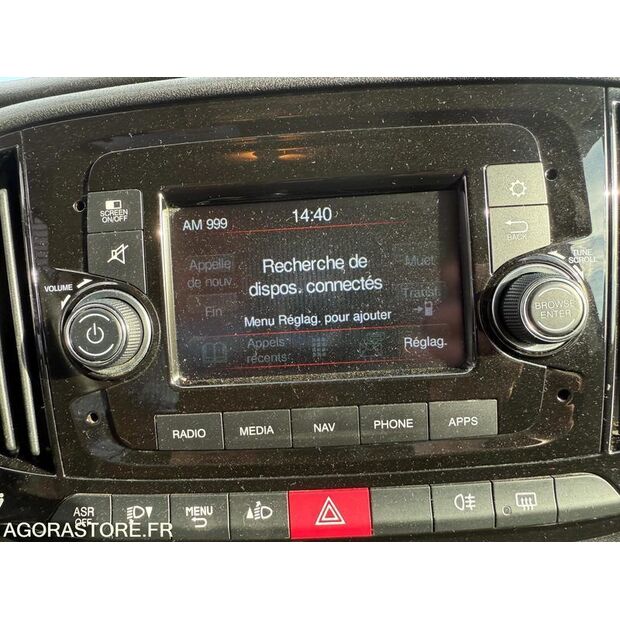 SCREEN
ON/OFF
BACK
AM 999
14:40
Appelle
de nouv.
Recherche de
dispos. connectés
Muet
Transf.
Fin
Menu Réglag. pour ajouter
Appels
récents
Réglag.
VOLUME
TUNE
SCROLL
BROWSE
ENTER
RADIO
MEDIA
NAV
PHONE
APPS
ASR
OFF
MENU
AGORASTORE.FR